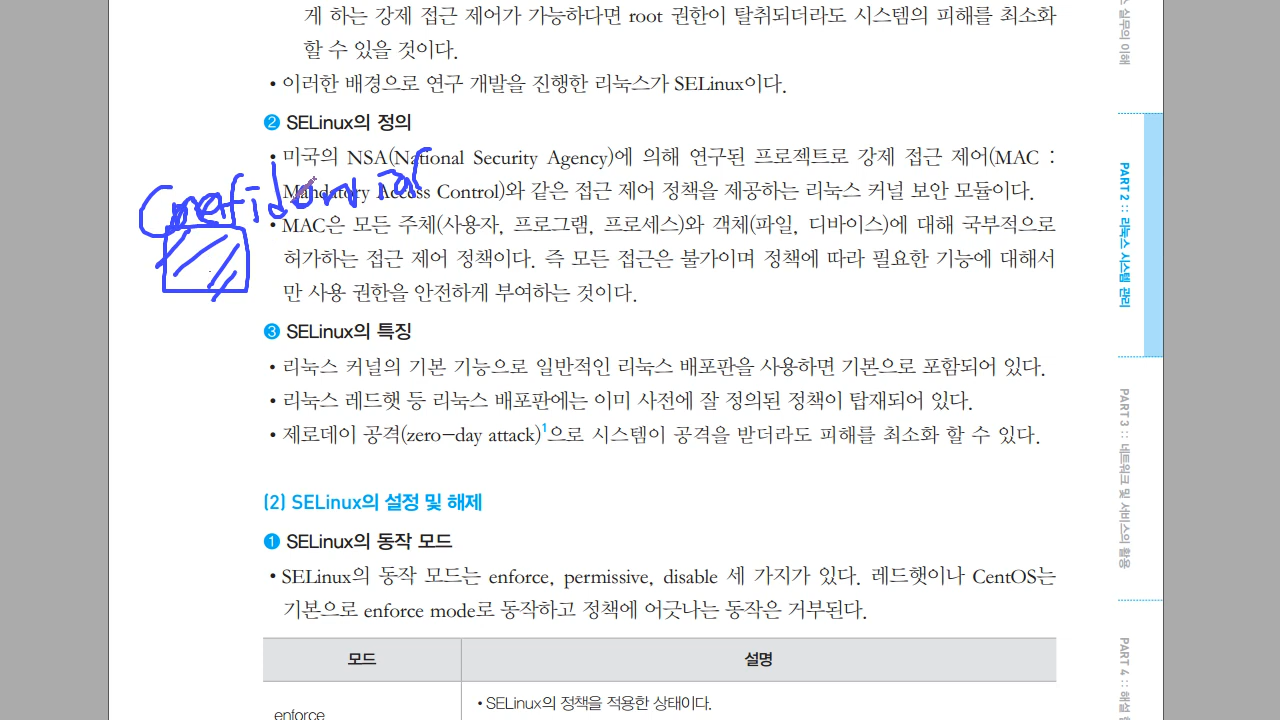 게 하는 강제 접근 제어가 가능하다면 root 권한이 탈취되더라도 시스템의 피해를 최소화
할 수 있을 것이다.
• 이러한 배경으로 연구 개발을 진행한 리눅스가 SELinux이다.
❷ SELinux의 정의
• 미국의 NSA(National Security Agency)에 의해 연구된 프로젝트로 강제 접근 제어(MAC :
Mandatory Access Control)와 같은 접근 제어 정책을 제공하는 리눅스 커널 보안 모듈이다.
• MAC은 모든 주체(사용자, 프로그램, 프로세스)와 객체(파일, 디바이스)에 대해 국부적으로
허가하는 접근 제어 정책이다. 즉 모든 접근은 불가이며 정책에 따라 필요한 기능에 대해서
만 사용 권한을 안전하게 부여하는 것이다.
❸ SELinux의 특징
• 리눅스 커널의 기본 기능으로 일반적인 리눅스 배포판을 사용하면 기본으로 포함되어 있다.
• 리눅스 레드햇 등 리눅스 배포판에는 이미 사전에 잘 정의된 정책이 탑재되어 있다.
• 제로데이 공격(zero-day attack)1으로 시스템이 공격을 받더라도 피해를 최소화 할 수 있다.
(2) SELinux의 설정 및 해제
❶ SELinux의 동작 모드
• SELinux의 동작 모드는 enforce, permissive, disable 세 가지가 있다. 레드햇이나 CentOS는
기본으로 enforce mode로 동작하고 정책에 어긋나는 동작은 거부된다.
모드
설명
enforce
• SELinux의 정책을 적용한 상태이다.
실무의 이해
PART 2 :: 리눅스 시스템 관리
PART 3 :: 네트워크 및 서비스의 활용
PART 4 :: 해설